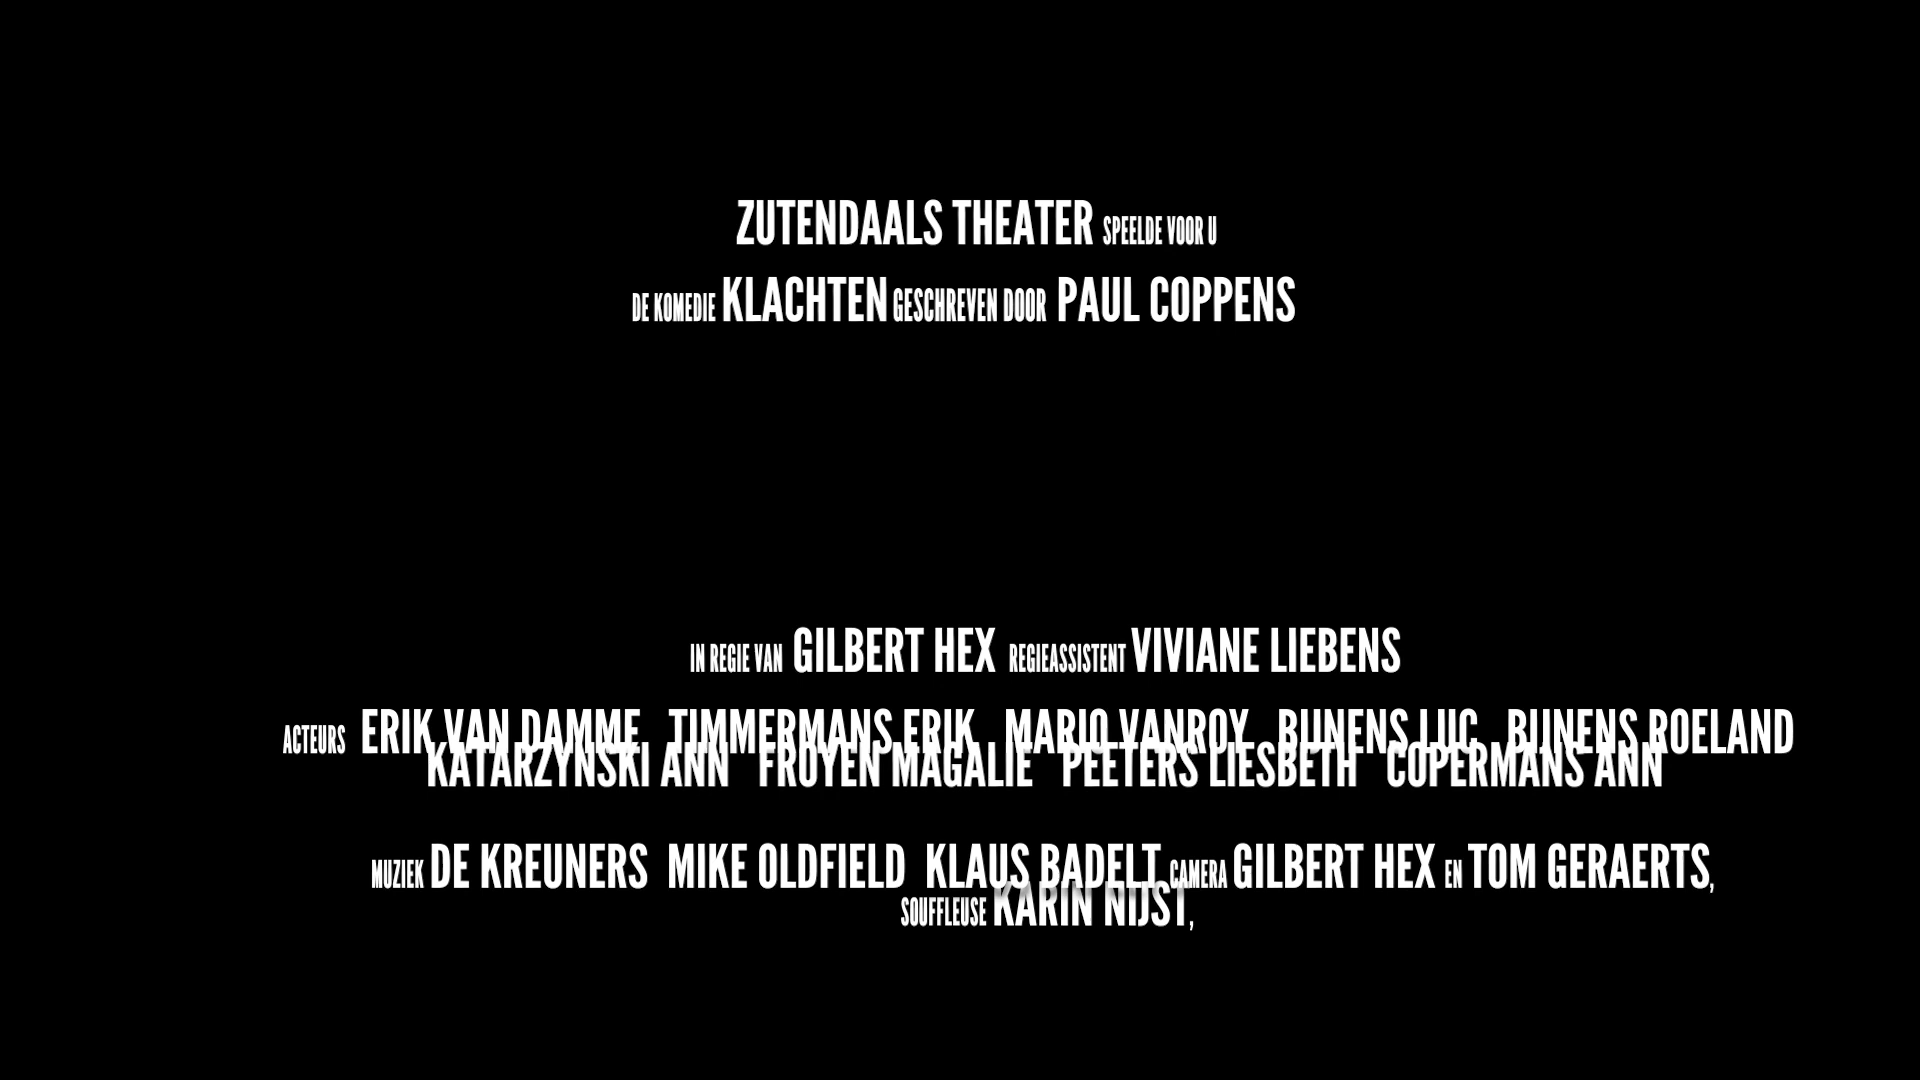 ZUTENDAALS THEATER SPEELDE VOOR U
DE KOMEDIE KLACHTEN GESCHREVEN DOOR PAUL COPPENS
IN REGIE VAN GILBERT HEX REGIEASSISTENT VIVIANE LIEBENS
ACTEURS ERIK VAN DAMME TIMMERMANS ERIK MARIO VANROY BIJNENS LUC BIJNENS ROELAND
KATARZYNSKI ANN FROYEN MAGALIE PEETERS LIESBETH COPERMANS ANN
MUZIEK DE KREUNERS MIKE OLDFIELD KLAUS BADELT CAMERA GILBERT HEX EN TOM GERAERTS,
SOUFFLEUSE KARIN NIJST,